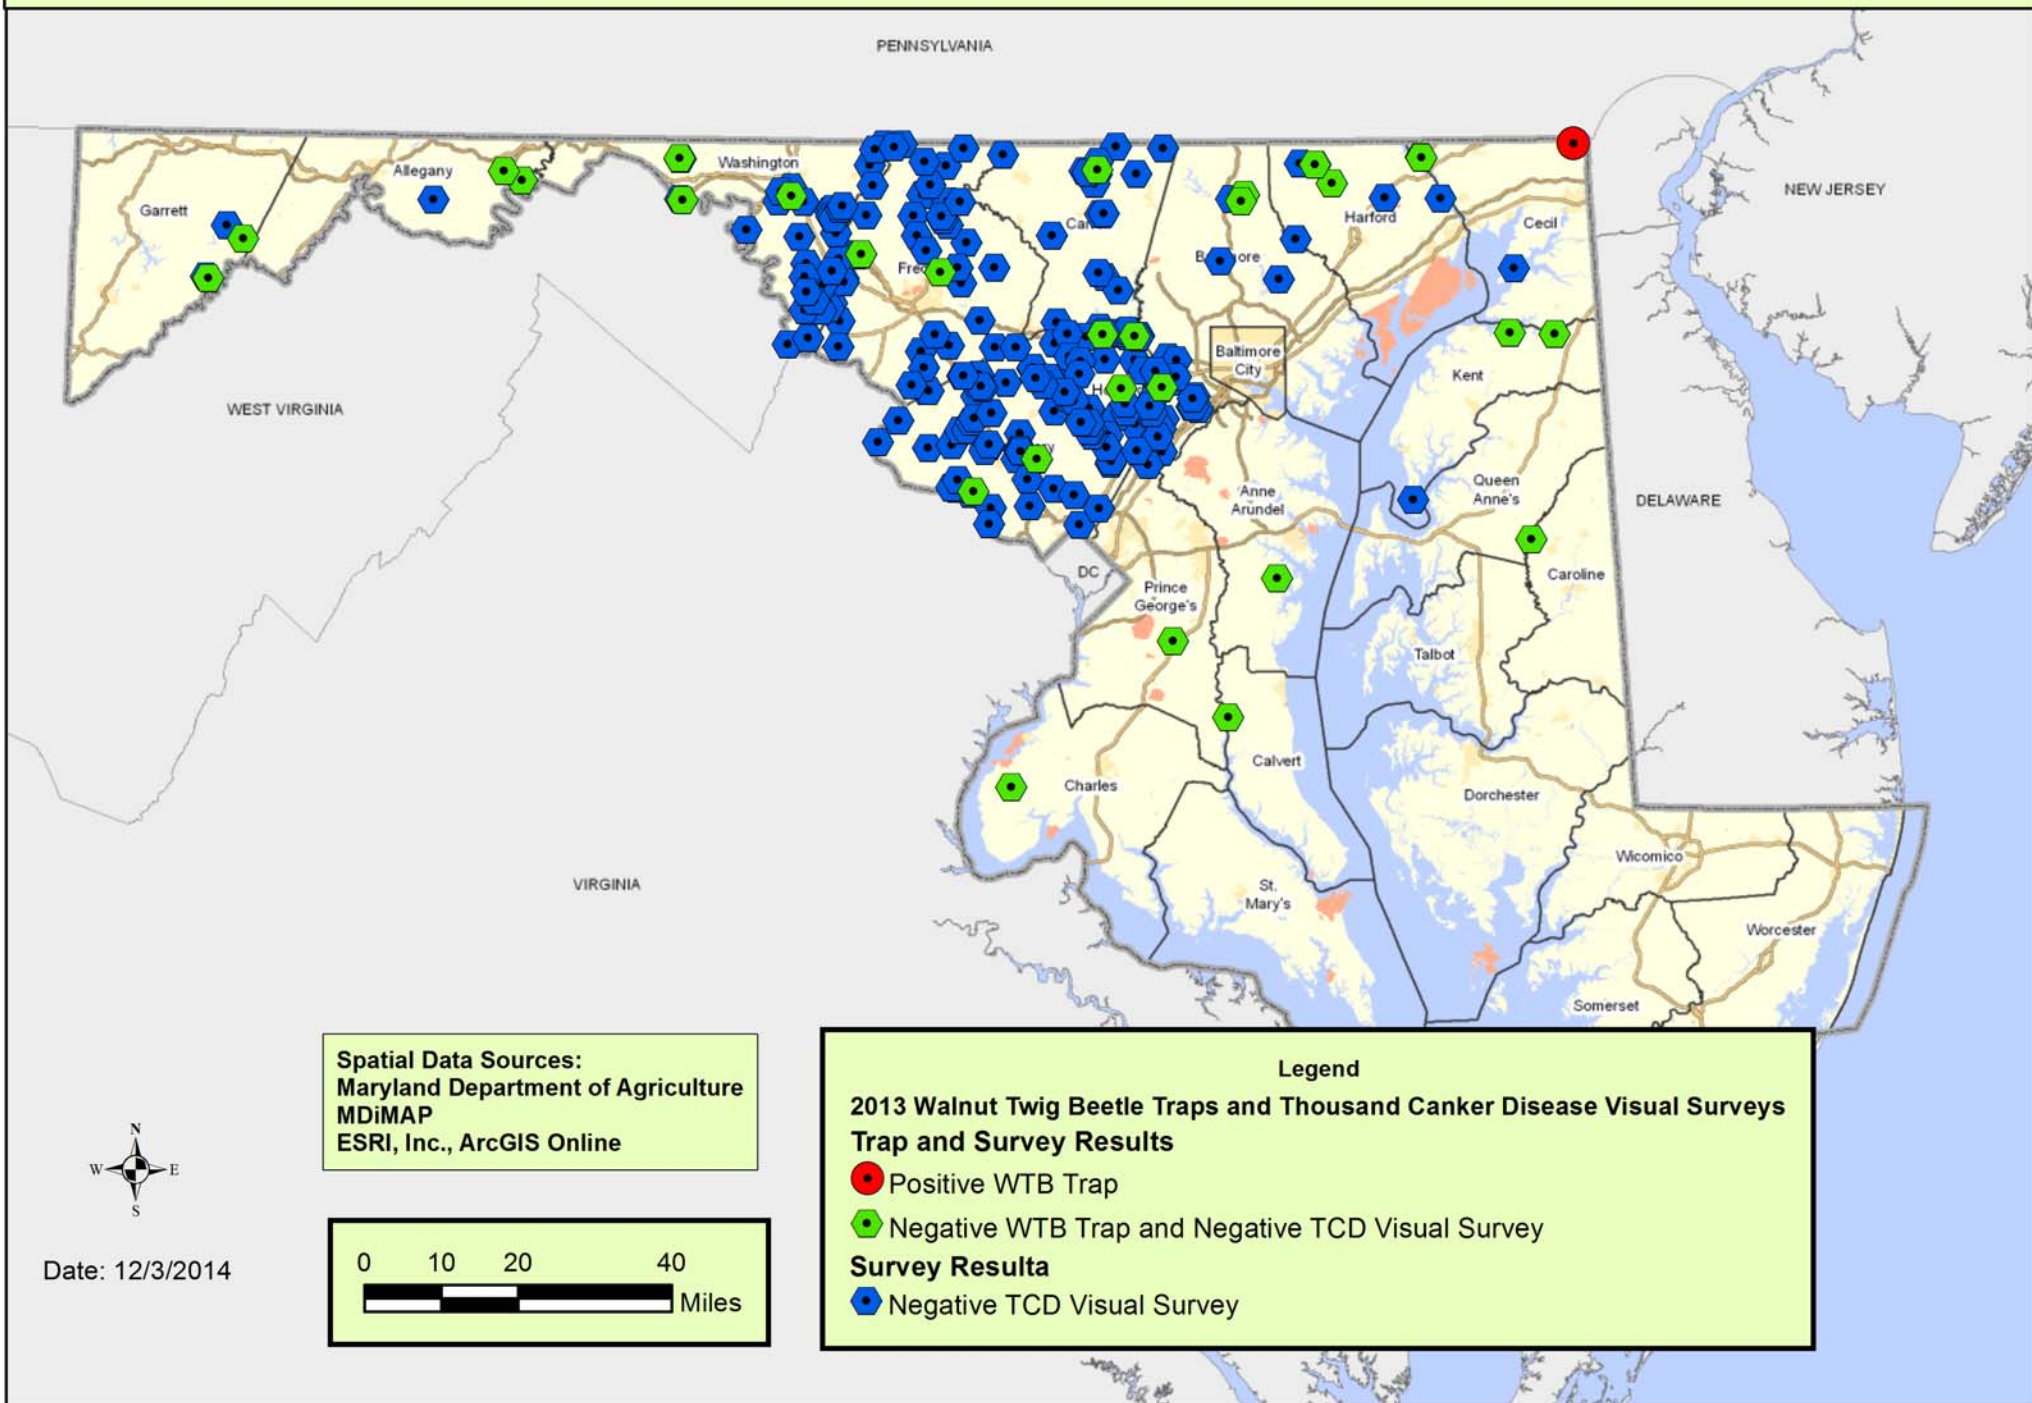 PENNSYLVANIA
Washington
Allegany
NEW JERSEY
Garrett
Harford
Cecil
Baltimore
City
Kent
WEST VIRGINIA
Queen
Anne's
DELAWARE
Anne
Arundel
DC
Caroline
Prince
George's
Talbot
Calvert
Charles
Dorchester
Wicomico
VIRGINIA
St.
Mary's
Worcester
Somerset
Spatial Data Sources:
Maryland Department of Agriculture
MDiMAP
ESRI, Inc., ArcGIS Online
Legend
2013 Walnut Twig Beetle Traps and Thousand Canker Disease Visual Surveys
Trap and Survey Results
Positive WTB Trap
Negative WTB Trap and Negative TCD Visual Survey
Survey Resulta
Negative TCD Visual Survey
N
W E
S
Date: 12/3/2014
0 10 20 40
Miles